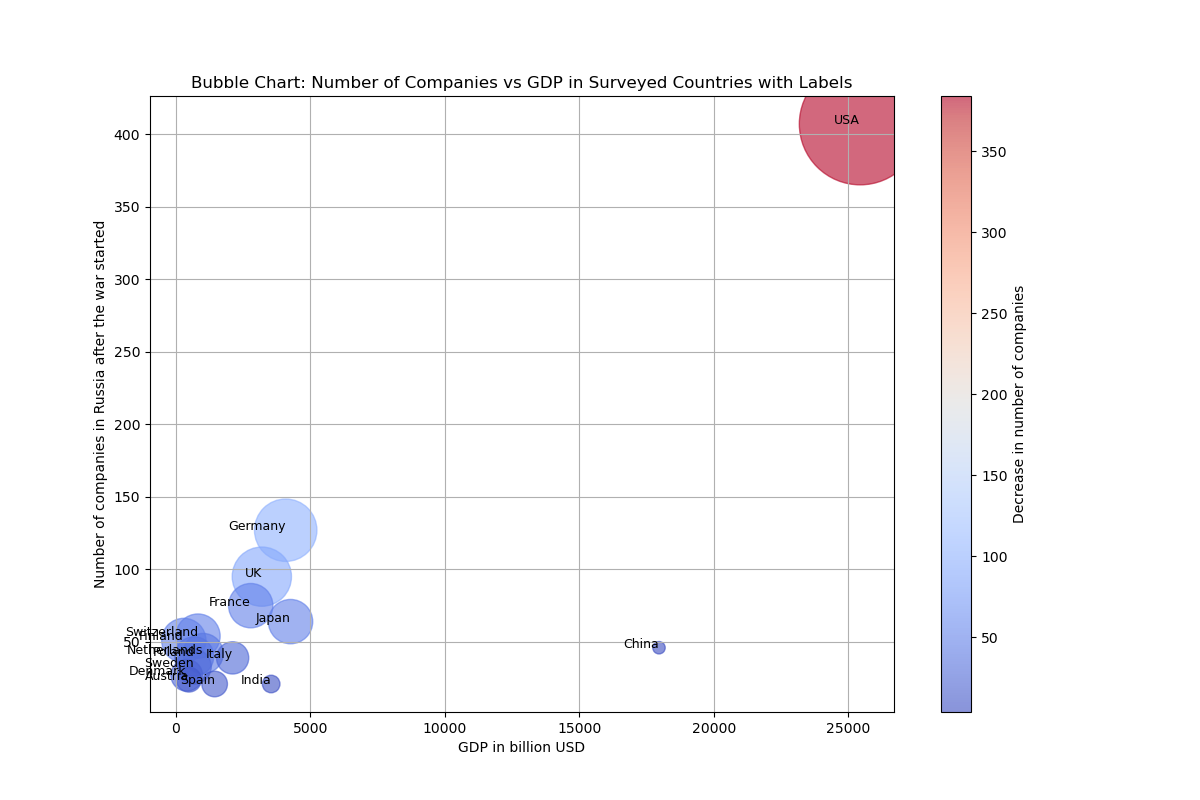 Bubble Chart: Number of Companies vs GDP in Surveyed Countries with Labels
Number of companies in Russia after the war started
400
350
300
250
200
150
100
50
USA
Germany
UK
France
Japan
Switzerland
Finland
Netherlands
Poland
Italy
China
Sweden
Denmark
Austria
Spain
India
0
5000
10000
15000
20000
25000
GDP in billion USD
350
300
250
200
150
100
50
Decrease in number of companies